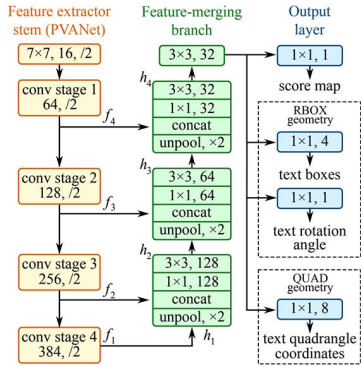 Feature extractor
stem (PVANet)
7×7, 16, /2
conv stage 1
64, /2
f4
conv stage 2
128, /2
f3
conv stage 3
256, /2
f2
conv stage 4
384, /2
f1
Feature-merging
branch
3×3, 32
h4
3×3, 32
1×1, 32
concat
unpool, ×2
h3
3×3, 64
1×1, 64
concat
unpool, ×2
h2
3×3, 128
1×1, 128
concat
unpool, ×2
h1
Output
layer
1×1, 1
score map
RBOX
geometry
1×1, 4
text boxes
1×1, 1
text rotation
angle
QUAD
geometry
1×1, 8
text quadrangle
coordinates